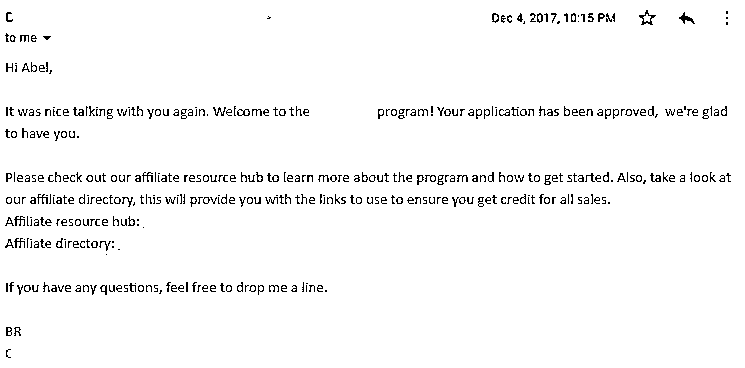 C
Dec 4, 2017, 10:15 PM
to me
Hi Abel,
It was nice talking with you again. Welcome to the program! Your application has been approved, we're glad
to have you.
Please check out our affiliate resource hub to learn more about the program and how to get started. Also, take a look at
our affiliate directory, this will provide you with the links to use to ensure you get credit for all sales.
Affiliate resource hub:
Affiliate directory:
If you have any questions, feel free to drop me a line.
BR
C